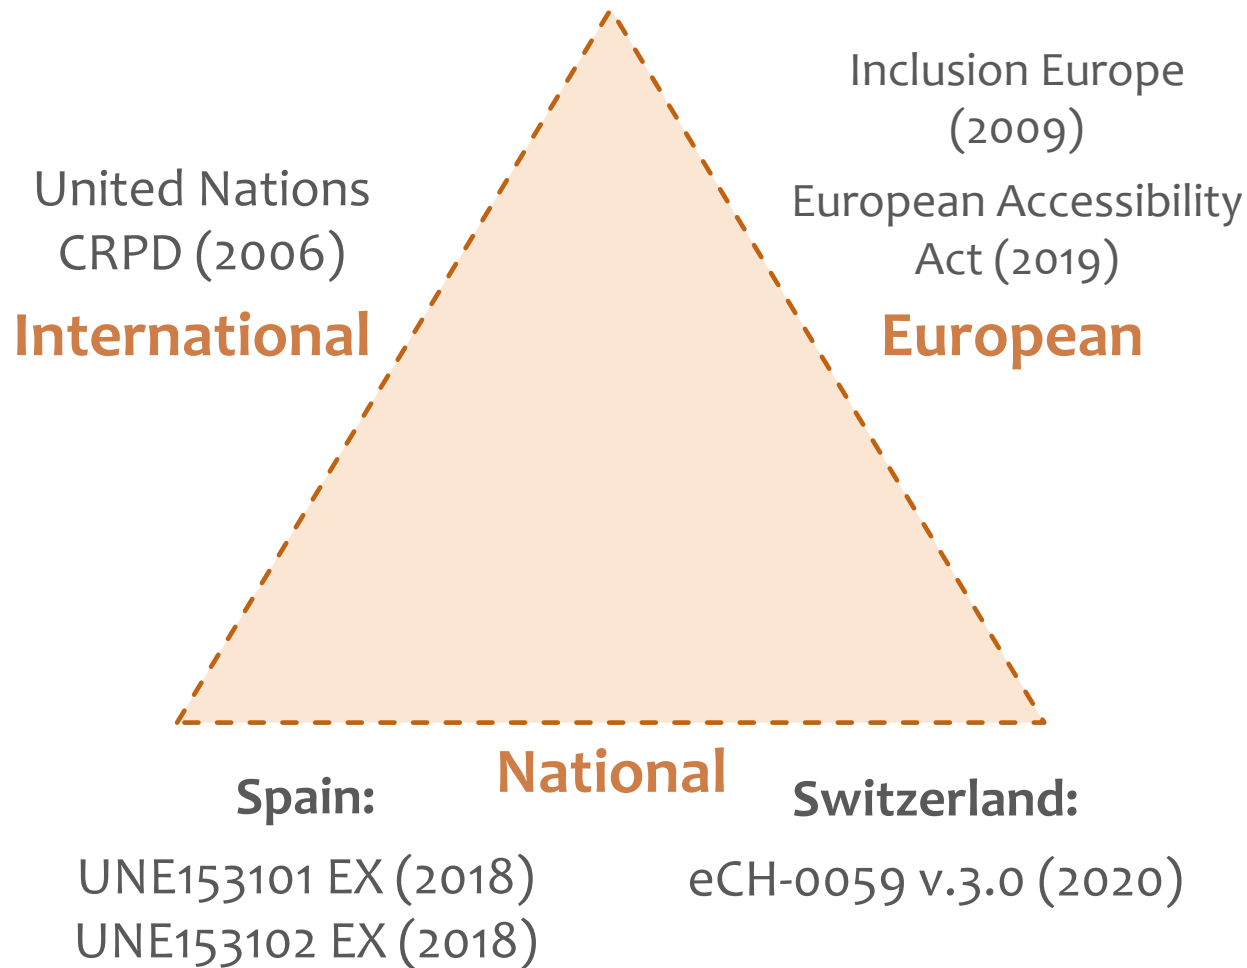 United Nations
CRPD (2006)
International
Inclusion Europe
(2009)
European Accessibility
Act (2019)
European
National
Spain:
UNE153101 EX (2018)
UNE153102 EX (2018)
Switzerland:
eCH-0059 v.3.0 (2020)